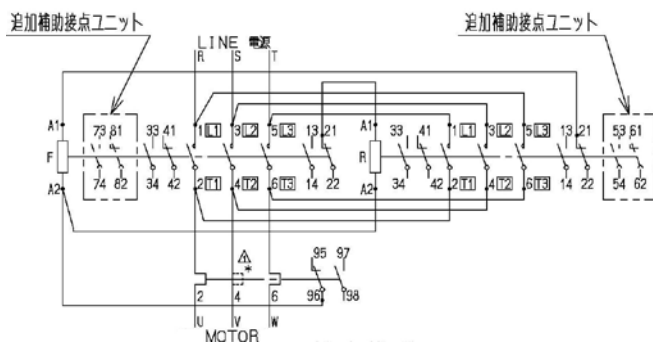 追加補助接点ユニット
追加補助接点ユニット
LINE 電源
R S T
A1 73 81 33 41 1 L1 3 L2 5 L3 13 21
F
A2 74 82 34 42 2 T1 4 T2 6 T3 14 22
A1 33 41 1 L1 3 L2 5 L3 13 21 53 61
R
A2 34 42 2 T1 4 T2 6 T3 14 22 54 62
*
95 97
2 4 6 96 98
U V W
MOTOR